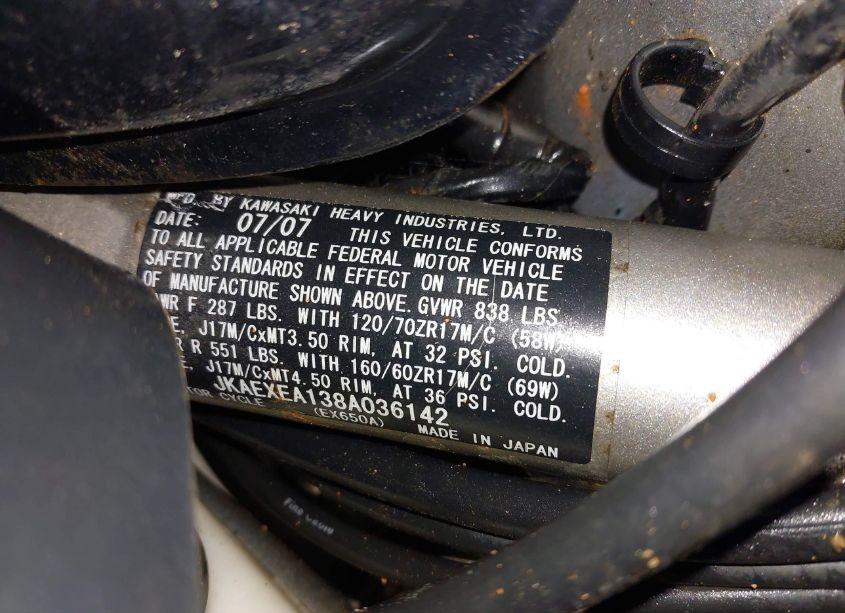 MFD. BY KAWASAKI HEAVY INDUSTRIES, LTD.
DATE: 07/07 THIS VEHICLE CONFORMS
TO ALL APPLICABLE FEDERAL MOTOR VEHICLE
SAFETY STANDARDS IN EFFECT ON THE DATE
OF MANUFACTURE SHOWN ABOVE. GVWR 838 LBS
WR F 287 LBS. WITH 120/70ZR17M/C (58W)
E. J17M/CxMT3.50 RIM, AT 32 PSI. COLD.
R R 551 LBS. WITH 160/60ZR17M/C (69W)
E. J17M/CxMT4.50 RIM, AT 36 PSI. COLD.
JKAEXEA138A036142
TOR CYCLE (EX650A) MADE IN JAPAN